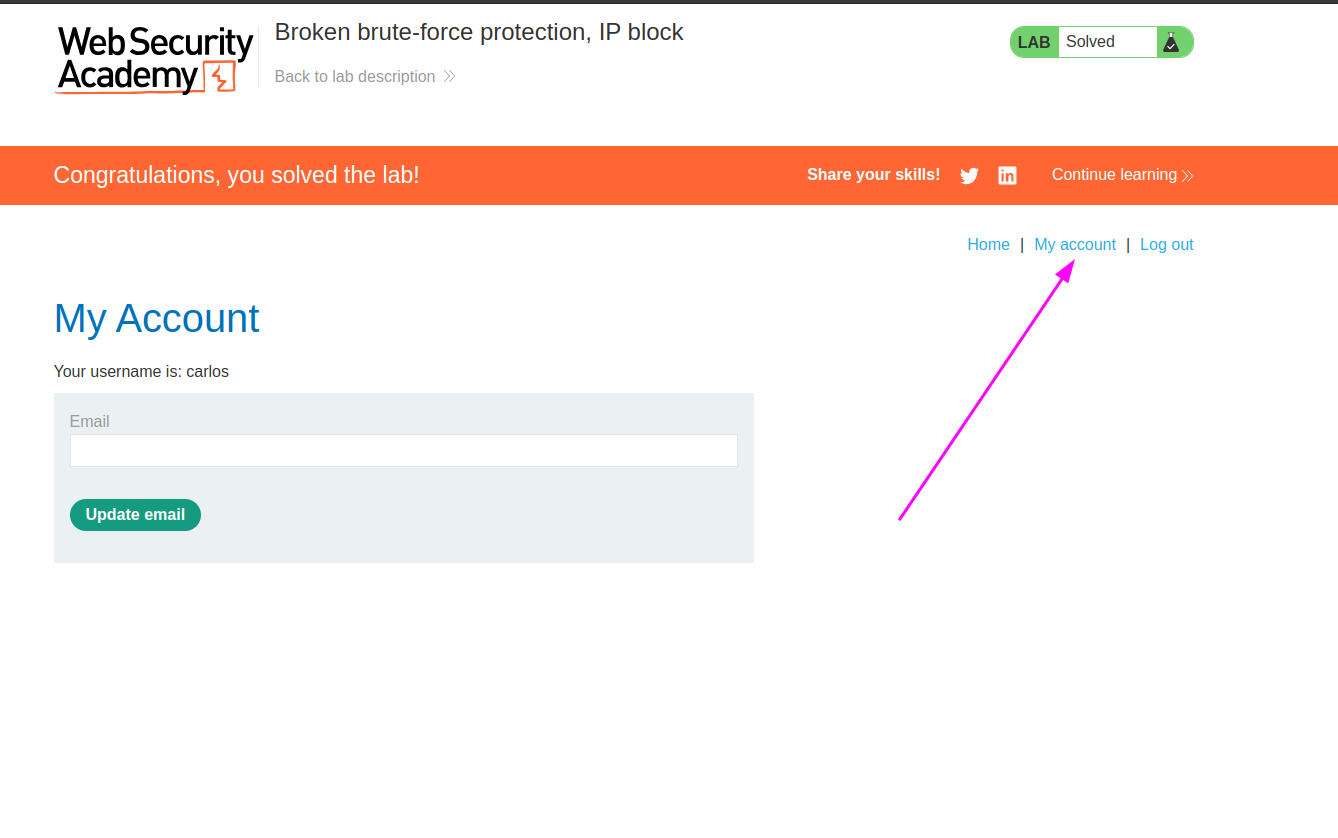 Web Security
Academy
Broken brute-force protection, IP block
Back to lab description
LAB Solved
Congratulations, you solved the lab!
Share your skills!
Continue learning
Home | My account | Log out
My Account
Your username is: carlos
Email
Update email